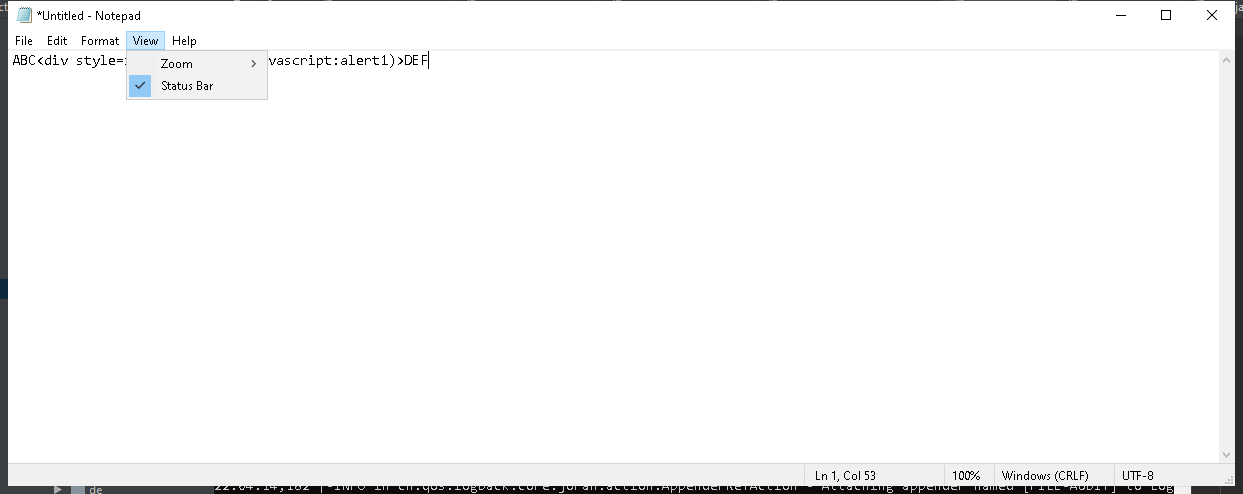 *Untitled - Notepad
File Edit Format View Help
ABC<div style= vascript:alert1)>DEF
Zoom
Status Bar
Ln 1, Col 53 100% Windows (CRLF) UTF-8
de 22:04:14,182 |-INFO in ch.qos.logback.core.joran.action.AppenderRefAction - Attaching appender named [FILE-AUDIT] to Log